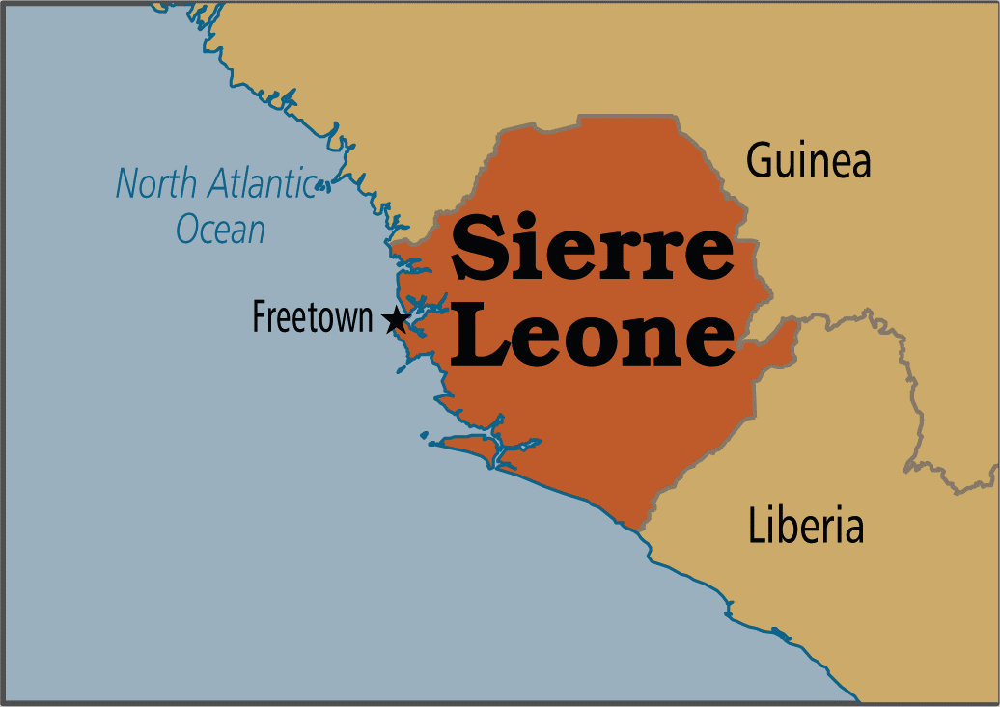 Guinea
North Atlantic
Ocean
Sierre
Leone
Freetown
Liberia